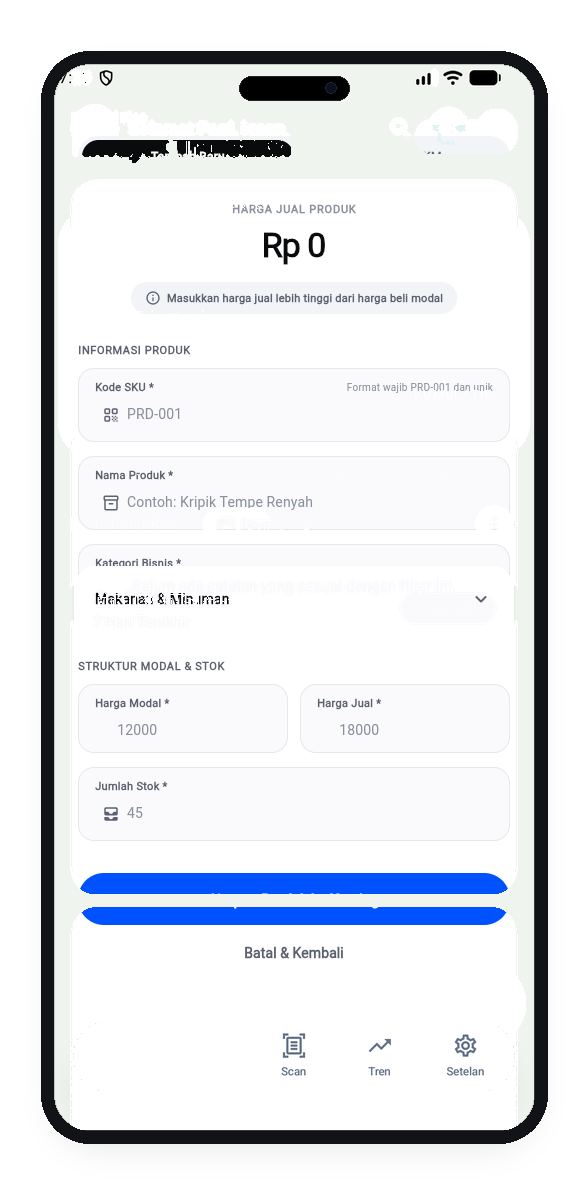 HARGA JUAL PRODUK
Rp 0
Masukkan harga jual lebih tinggi dari harga beli modal
INFORMASI PRODUK
Kode SKU *
Format wajib PRD-001 dan unik
PRD-001
Nama Produk *
Contoh: Kripik Tempe Renyah
Kategori Bisnis *
Makanan & Minuman
STRUKTUR MODAL & STOK
Harga Modal *
Harga Jual *
12000
18000
Jumlah Stok *
45
Batal & Kembali
Scan
Tren
Setelan